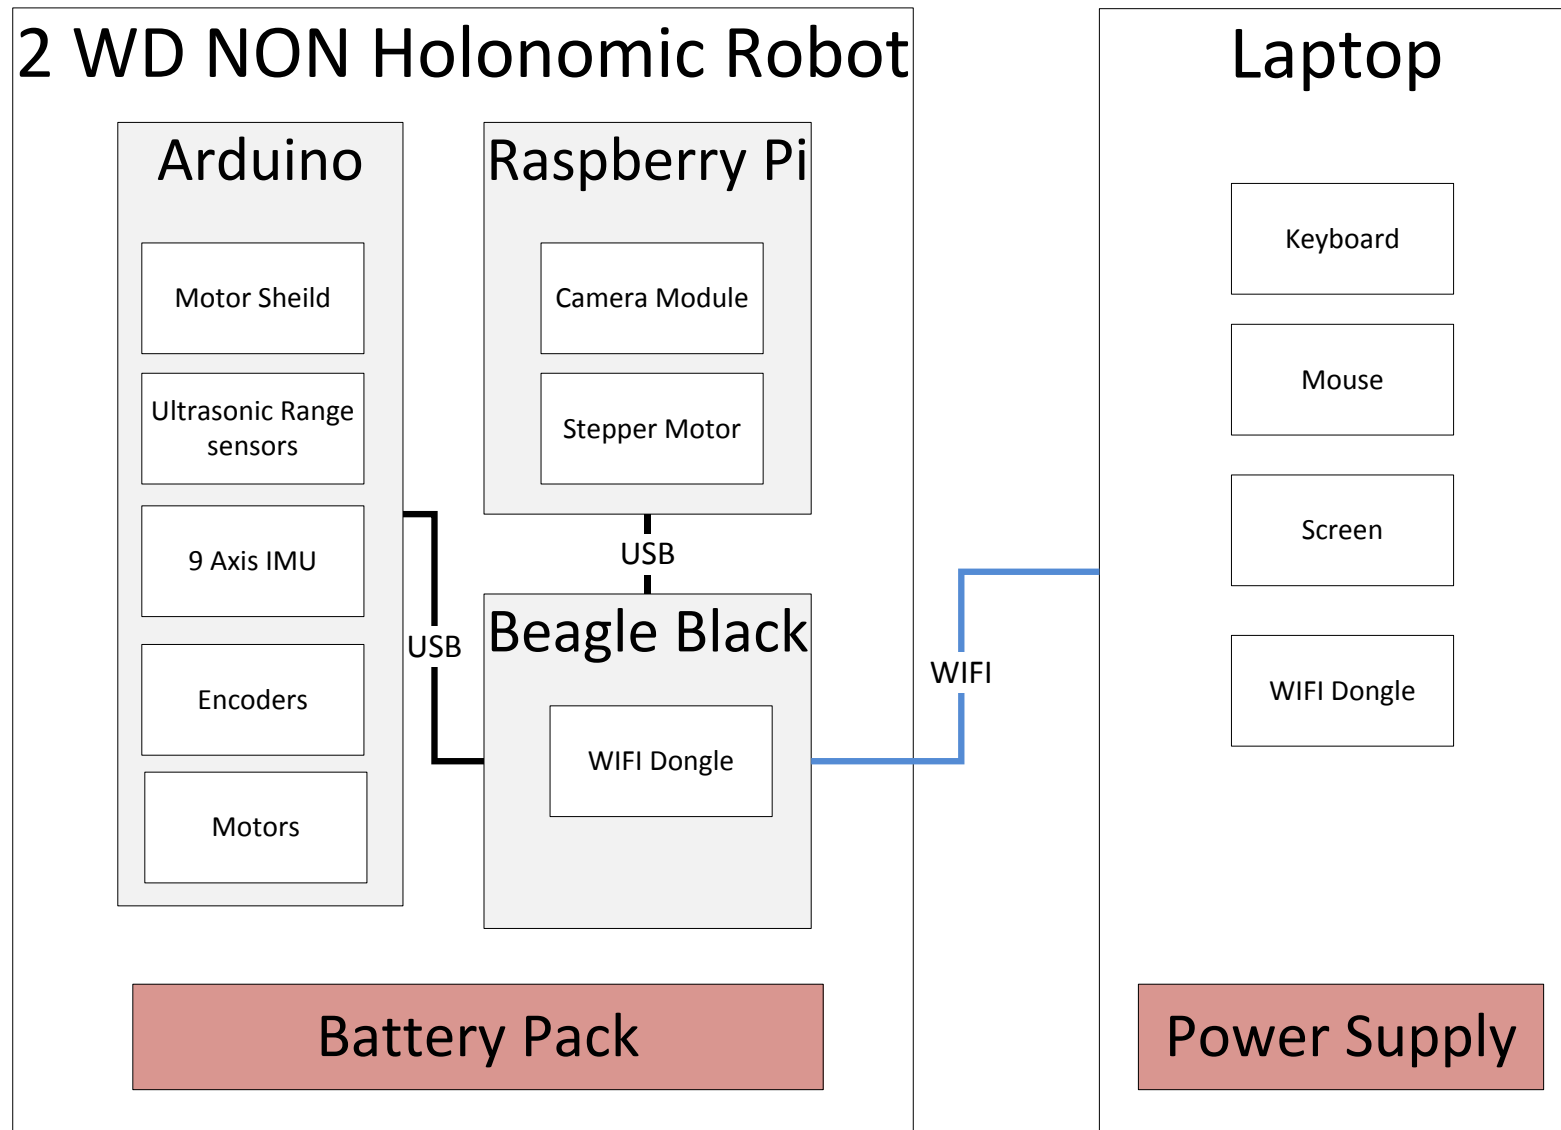 2 WD NON Holonomic Robot
Arduino
Motor Sheild
Ultrasonic Range
sensors
9 Axis IMU
Encoders
Motors
Raspberry Pi
Camera Module
Stepper Motor
USB
USB
Beagle Black
WIFI Dongle
Battery Pack
WIFI
Laptop
Keyboard
Mouse
Screen
WIFI Dongle
Power Supply